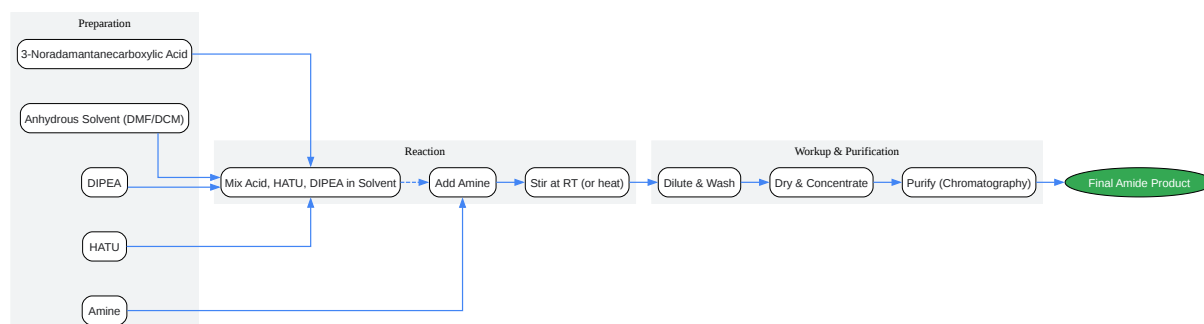 Preparation
3-Noradamantanecarboxylic Acid
Anhydrous Solvent (DMF/DCM)
DIPEA
HATU
Amine
Reaction
Mix Acid, HATU, DIPEA in Solvent
Add Amine
Stir at RT (or heat)
Workup & Purification
Dilute & Wash
Dry & Concentrate
Purify (Chromatography)
Final Amide Product